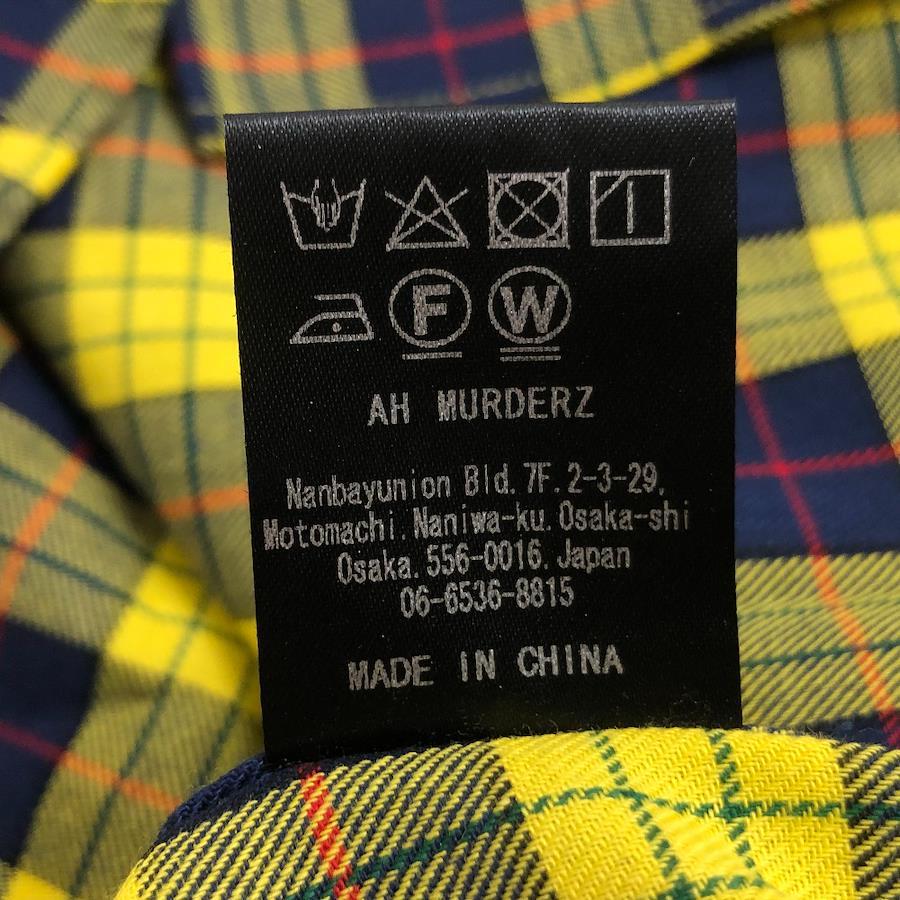 F W
AH MURDERZ
Nanbayunion Bld. 7F. 2-3-29,
Motomachi. Naniwa-ku. Osaka-shi
Osaka. 556-0016. Japan
06-6536-8815
MADE IN CHINA